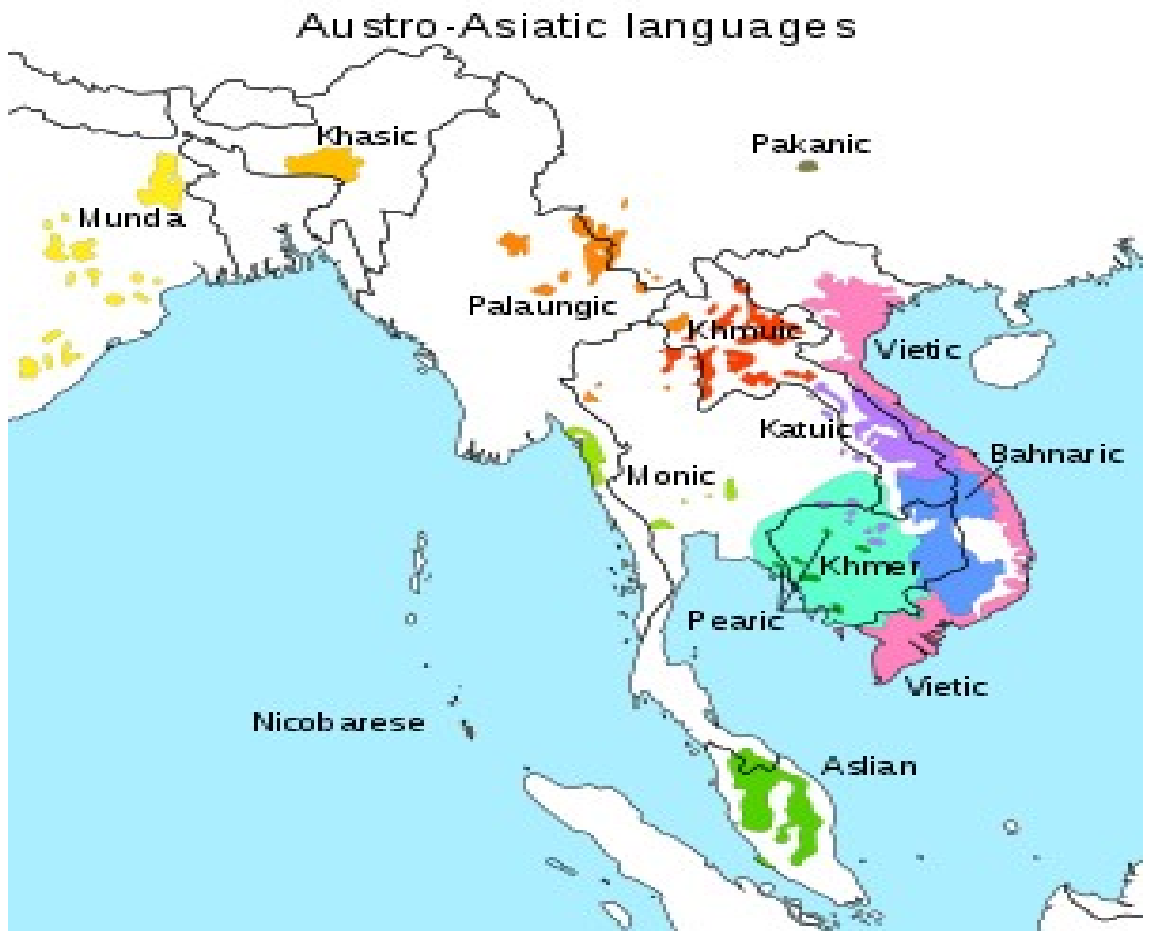 Austro-Asiatic languages
Khasic
Pakanic
Munda
Palaungic
Khmuic
Vietic
Katuic
Bahnaric
Monic
Khmer
Pearic
Vietic
Nicobarese
Aslian